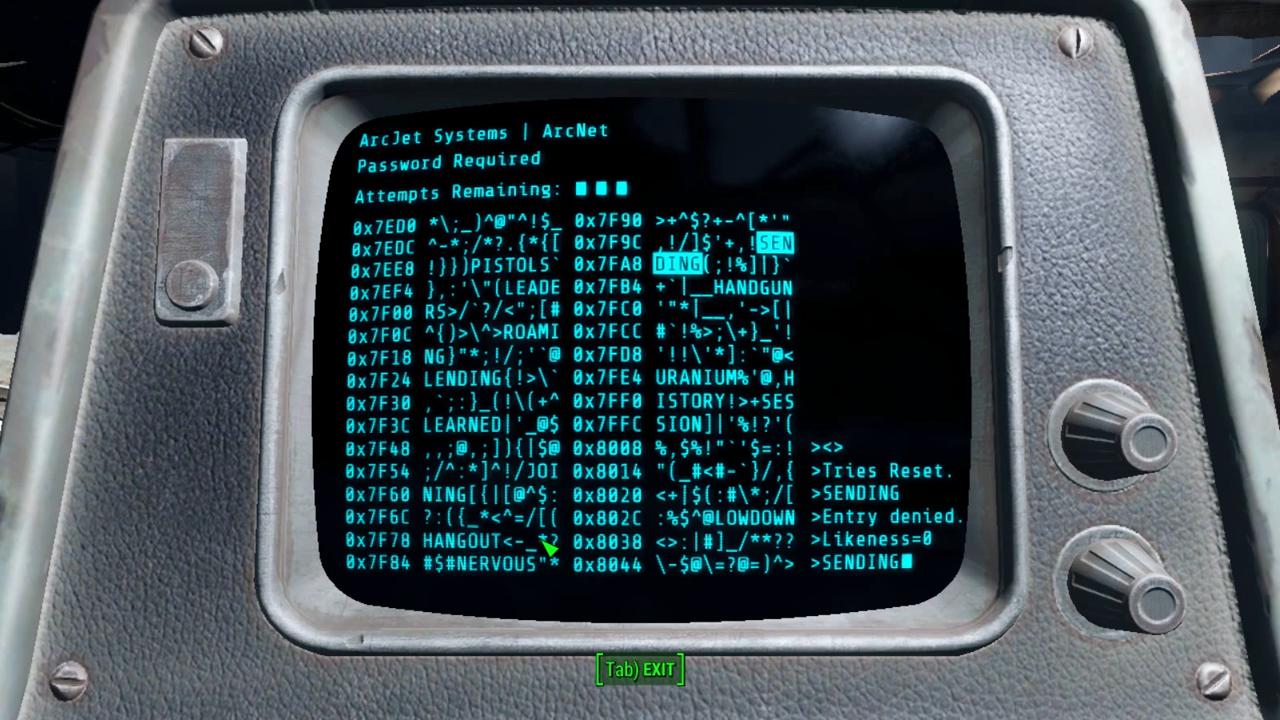 ArcJet Systems | ArcNet
Password Required
Attempts Remaining: ■ ■ ■
0x7ED0 *\;_)^@"^!$_ 0x7F90 >+^$?+-^[*'"
0x7EDC ^-*;/*?.{*{[ 0x7F9C ,!/]$'+,!SEN
0x7EE8 !}})PISTOLS` 0x7FA8 DING(;!%]|}`
0x7EF4 },:'\"(LEADE 0x7FB4 +`|__HANDGUN
0x7F00 RS>/`?/<";[# 0x7FC0 '"*|__,'->[|
0x7F0C ^{)>\^>ROAMI 0x7FCC #`!%>;\+}_'!
0x7F18 NG}"*;!/;'`@ 0x7FD8 '!!\'*]:`"@<
0x7F24 LENDING{!>\` 0x7FE4 URANIUM%'@,H
0x7F30 ,`;:}_(!\(+^ 0x7FF0 ISTORY!>+SES
0x7F3C LEARNED|'_@$ 0x7FFC SION]|'%!?'(
0x7F48 ,,;@,;]){|$@ 0x8008 %,$%!"`'$=:! ><>
0x7F54 ;/^:*]^!/JOI 0x8014 "(_#<#-`}/,{ >Tries Reset.
0x7F60 NING[{|[@^$: 0x8020 <+|$(:#\*;/[ >SENDING
0x7F6C ?:({_*<^=/[( 0x802C :%$^@LOWDOWN >Entry denied.
0x7F78 HANGOUT<-_*? 0x8038 <>:|#]_/**?? >Likeness=0
0x7F84 #$#NERVOUS"* 0x8044 \-$@\=?@=)^> >SENDING■
Tab) EXIT